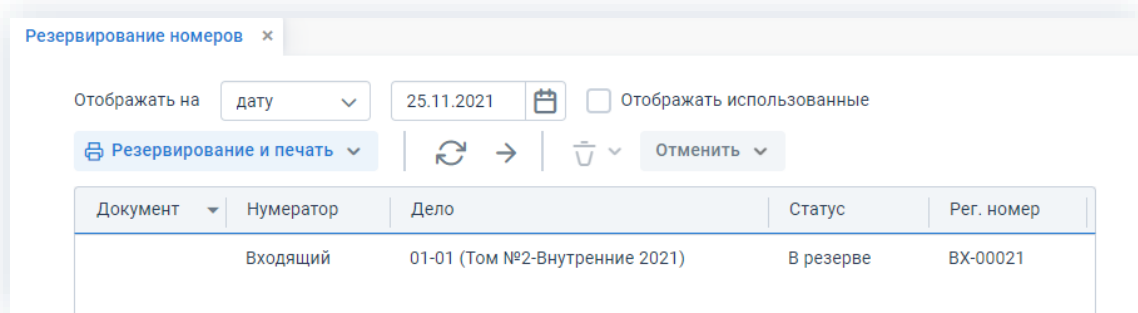 Резервирование номеров ×
Отображать на дату 25.11.2021 Отображать использованные
Резервирование и печать Отменить
Документ Нумератор Дело Статус Рег. номер
Входящий 01-01 (Том №2-Внутренние 2021) В резерве ВХ-00021